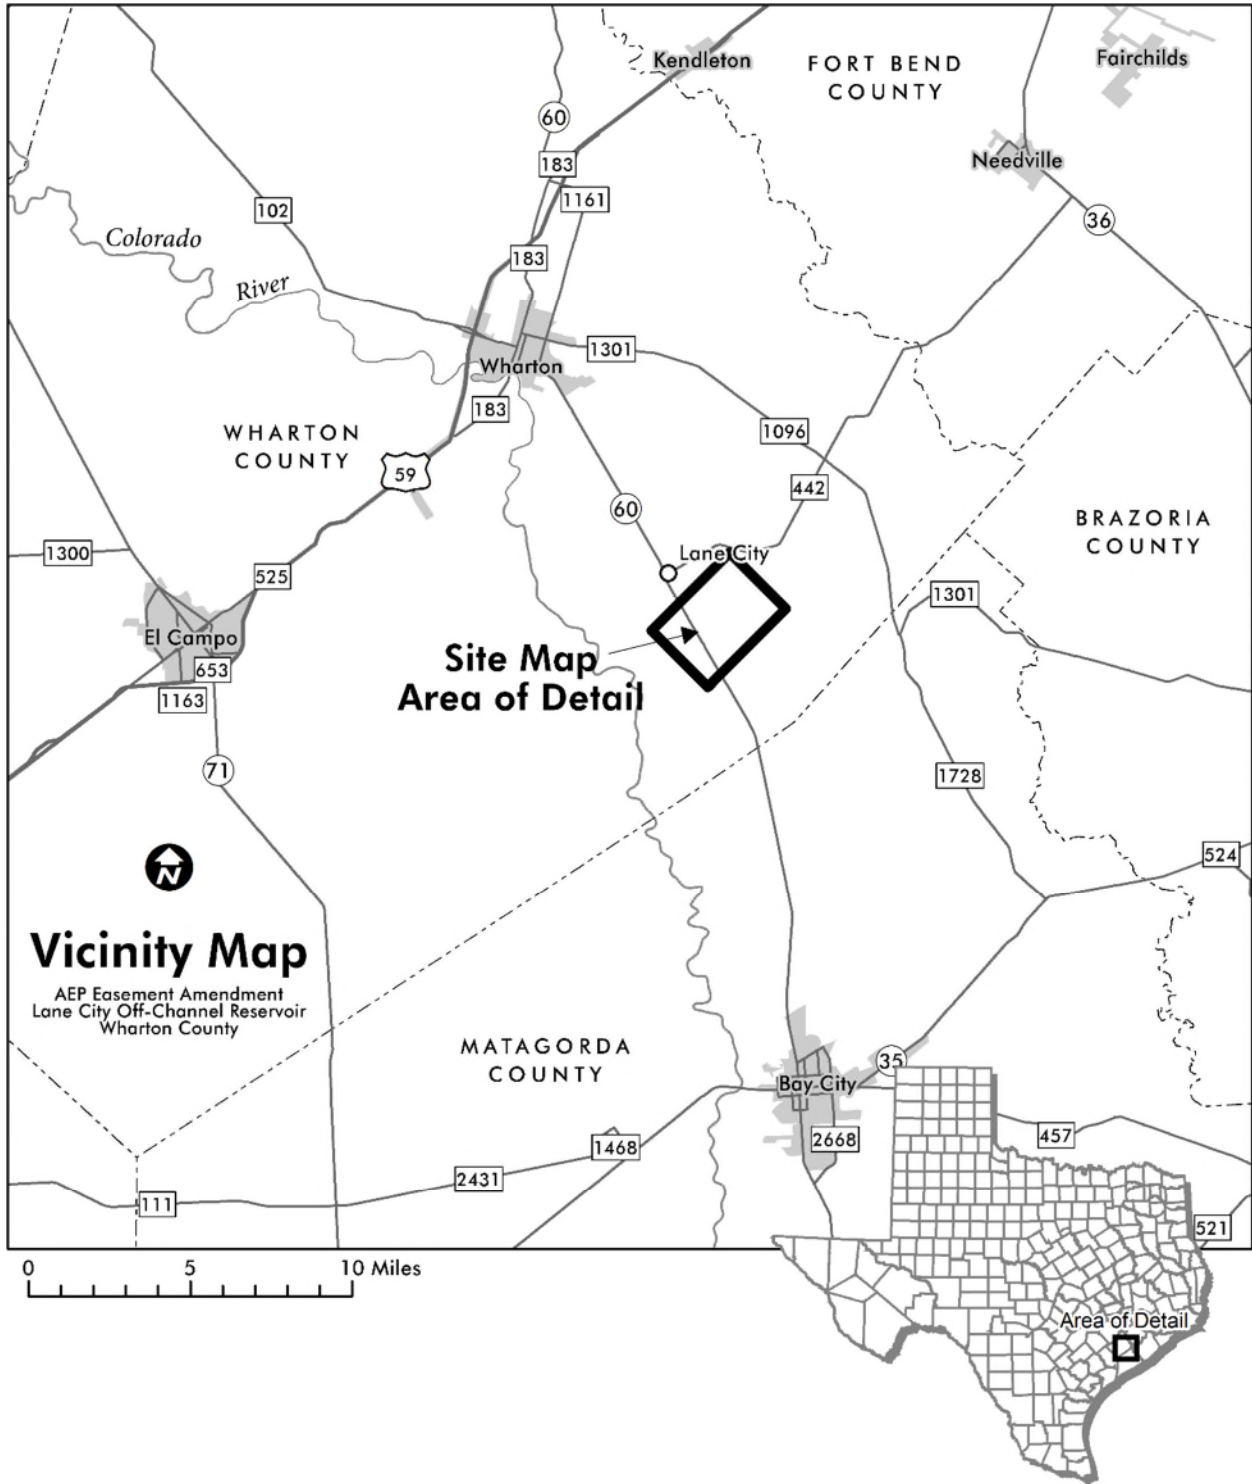 Kendleton
FORT BEND
COUNTY
Fairchilds
60
183
Needville
1161
102
36
Colorado
183
River
1301
Wharton
183
WHARTON
COUNTY
1096
59
442
60
BRAZORIA
COUNTY
1300
Lane City
525
1301
El Campo
Site Map
Area of Detail
653
1163
71
1728
524
Vicinity Map
N
AEP Easement Amendment
Lane City Off-Channel Reservoir
Wharton County
MATAGORDA
COUNTY
35
Bay City
2668
457
1468
2431
111
521
0 5 10 Miles
Area of Detail